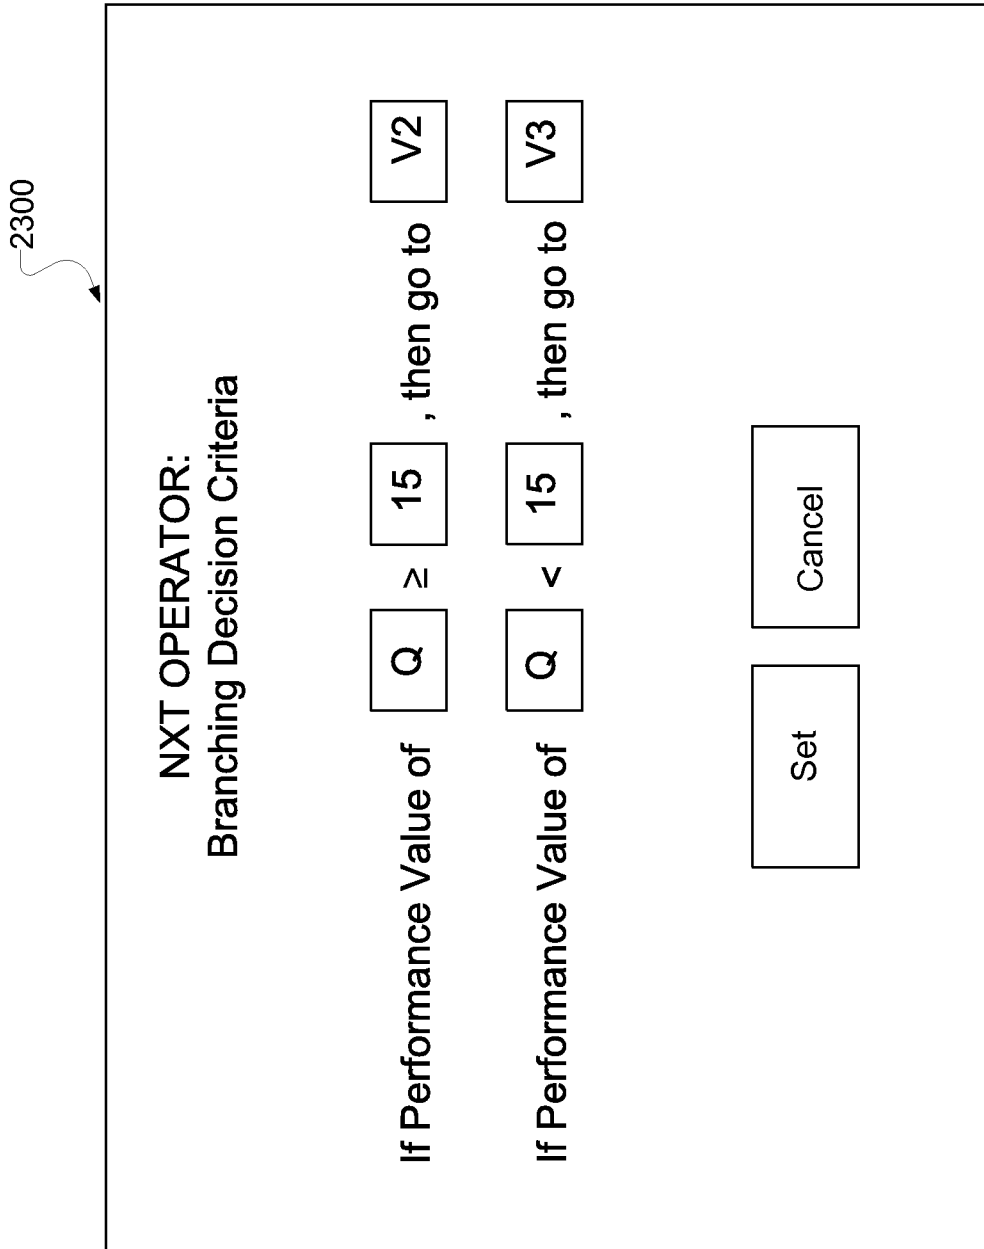 2300
NXT OPERATOR:
Branching Decision Criteria
If Performance Value of Q ≥ 15 , then go to V2
If Performance Value of Q < 15 , then go to V3
Set Cancel